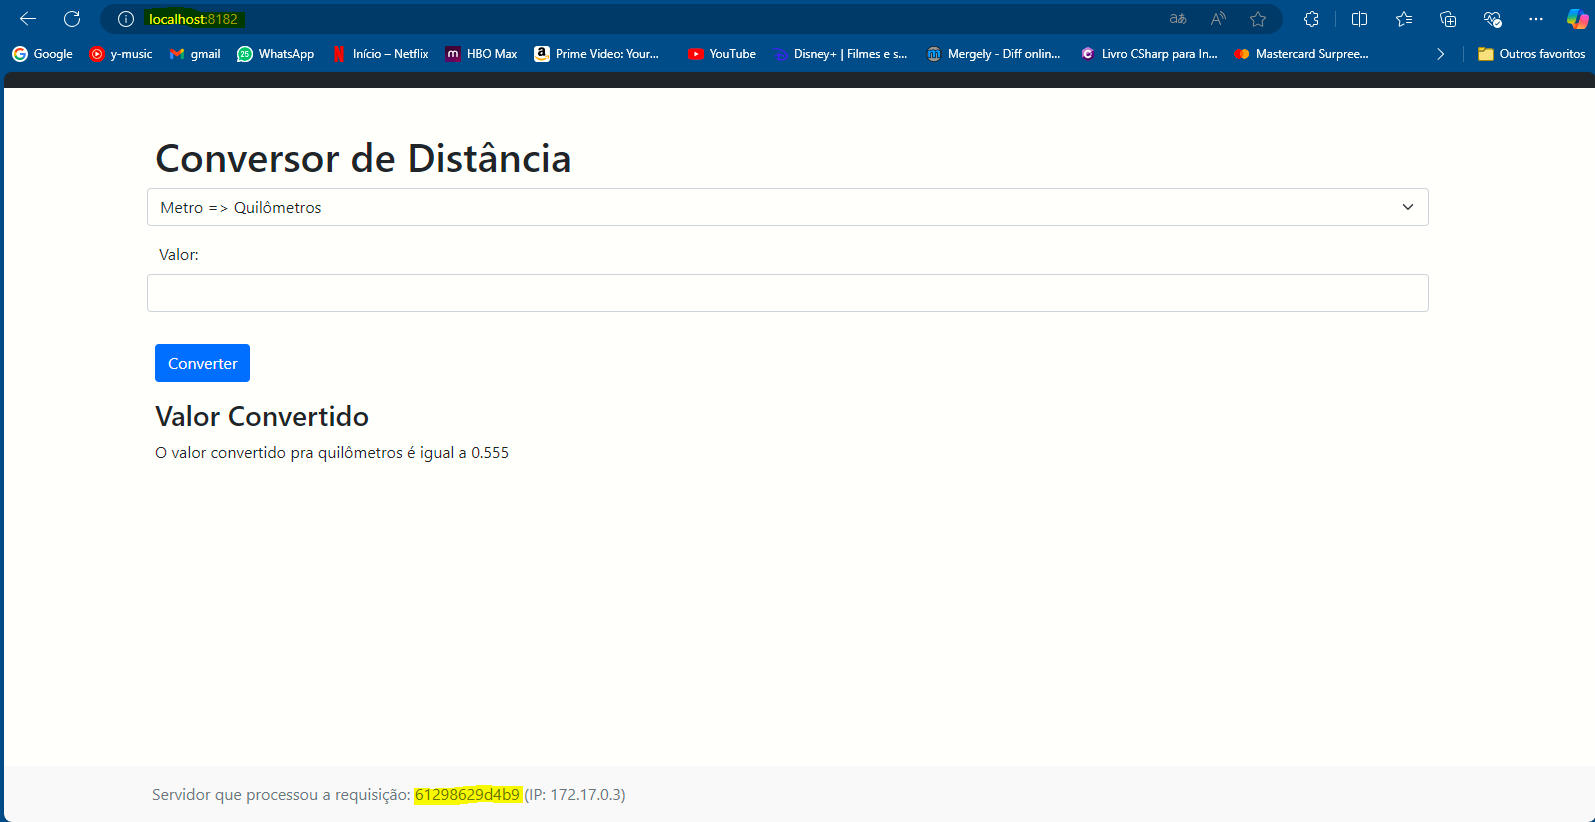 localhost:8182
Google y-music gmail WhatsApp Início – Netflix HBO Max Prime Video: Your... YouTube Disney+ | Filmes e s... Mergely - Diff onlin... Livro CSharp para In... Mastercard Surpree... Outros favoritos
Conversor de Distância
Metro => Quilômetros
Valor:
Converter
Valor Convertido
O valor convertido pra quilômetros é igual a 0.555
Servidor que processou a requisição: 61298629d4b9 (IP: 172.17.0.3)